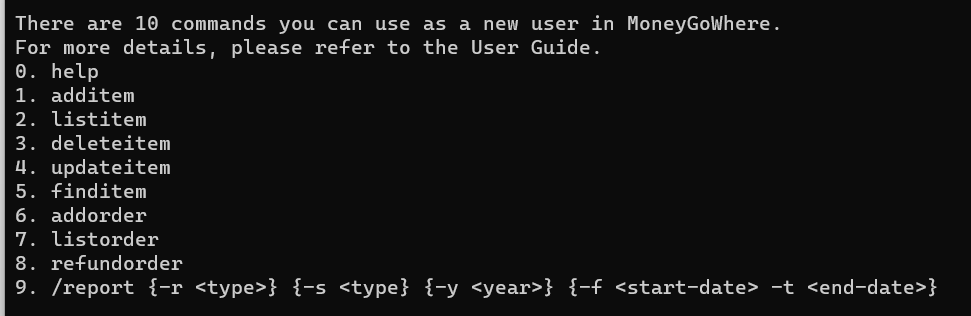 There are 10 commands you can use as a new user in MoneyGoWhere.
For more details, please refer to the User Guide.
0. help
1. additem
2. listitem
3. deleteitem
4. updateitem
5. finditem
6. addorder
7. listorder
8. refundorder
9. /report {-r <type>} {-s <type} {-y <year>} {-f <start-date> -t <end-date>}